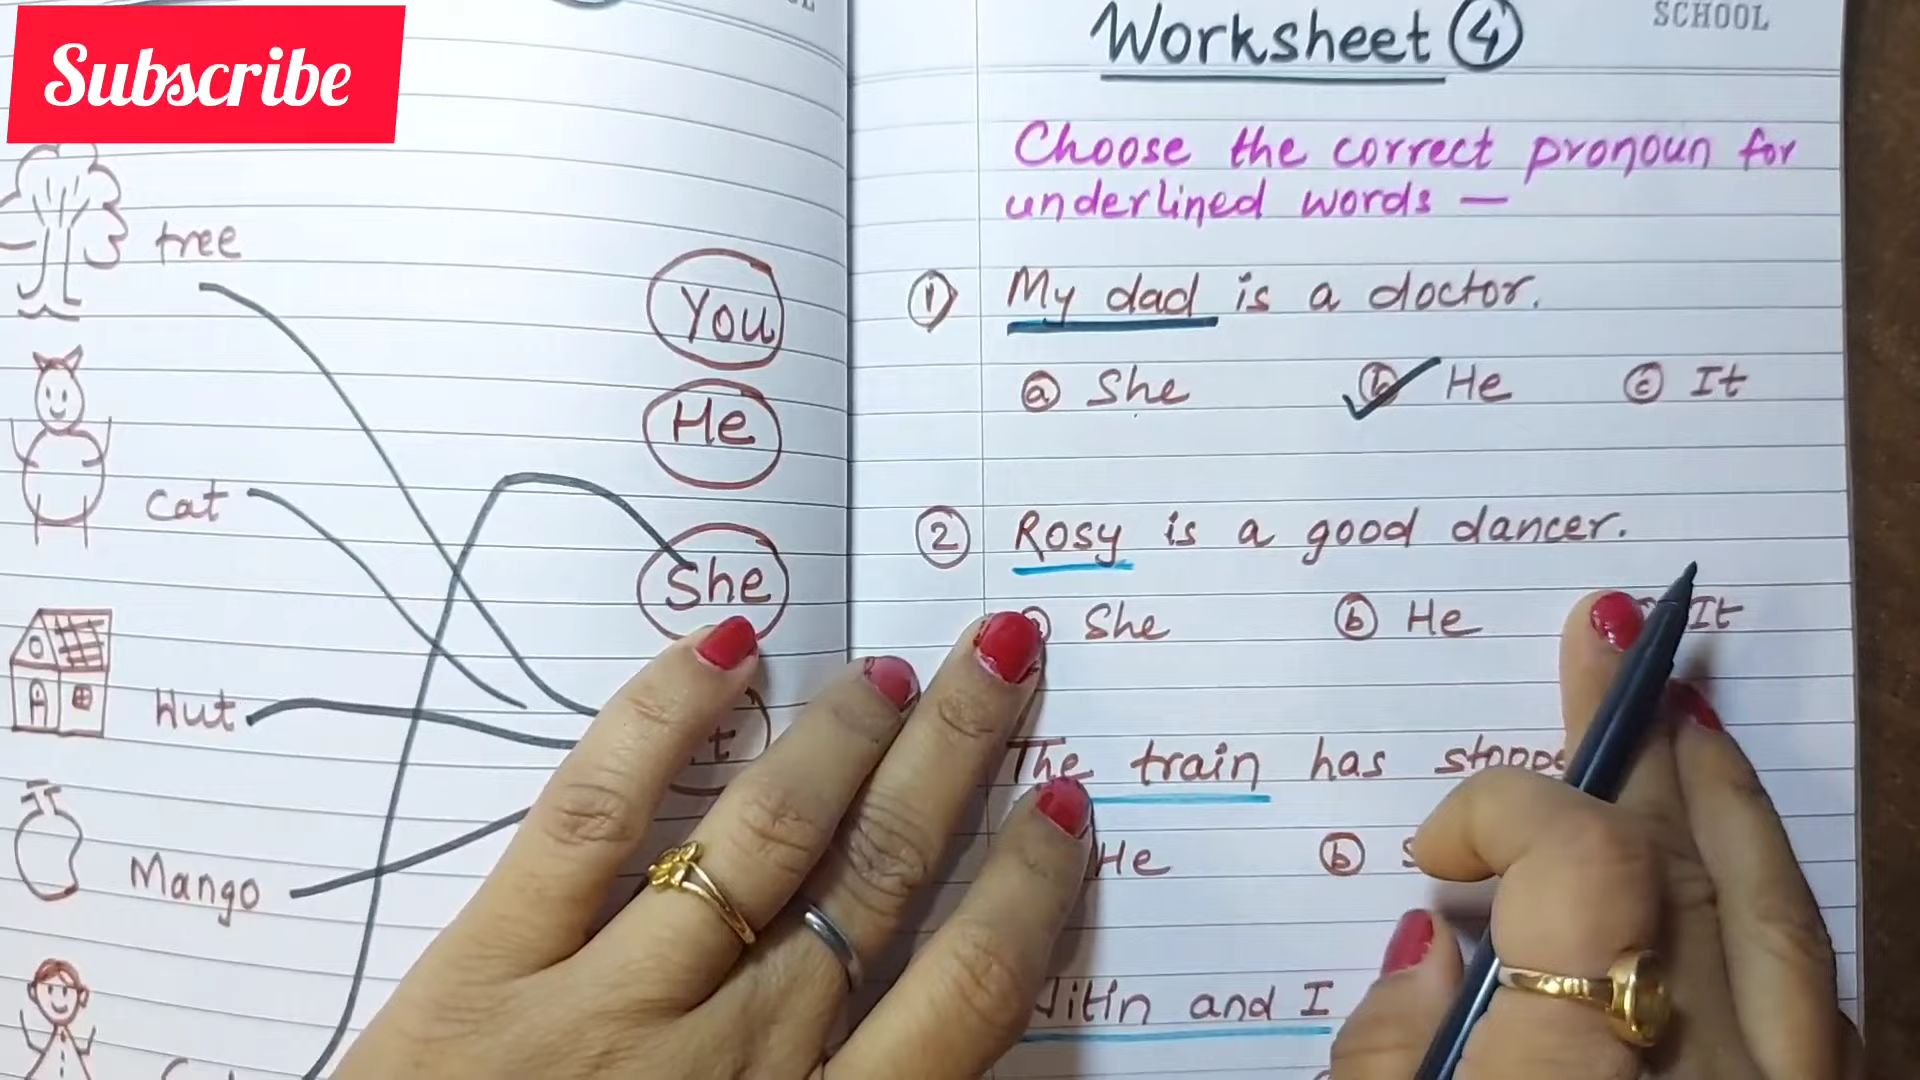 Subscribe
tree
cat
Hut
Mango
You
He
She
SCHOOL
Worksheet 4
Choose the correct pronoun for
underlined words —
1 My dad is a doctor.
a She b He c It
2 Rosy is a good dancer.
She b He It
The train has
He b
Jitin and I